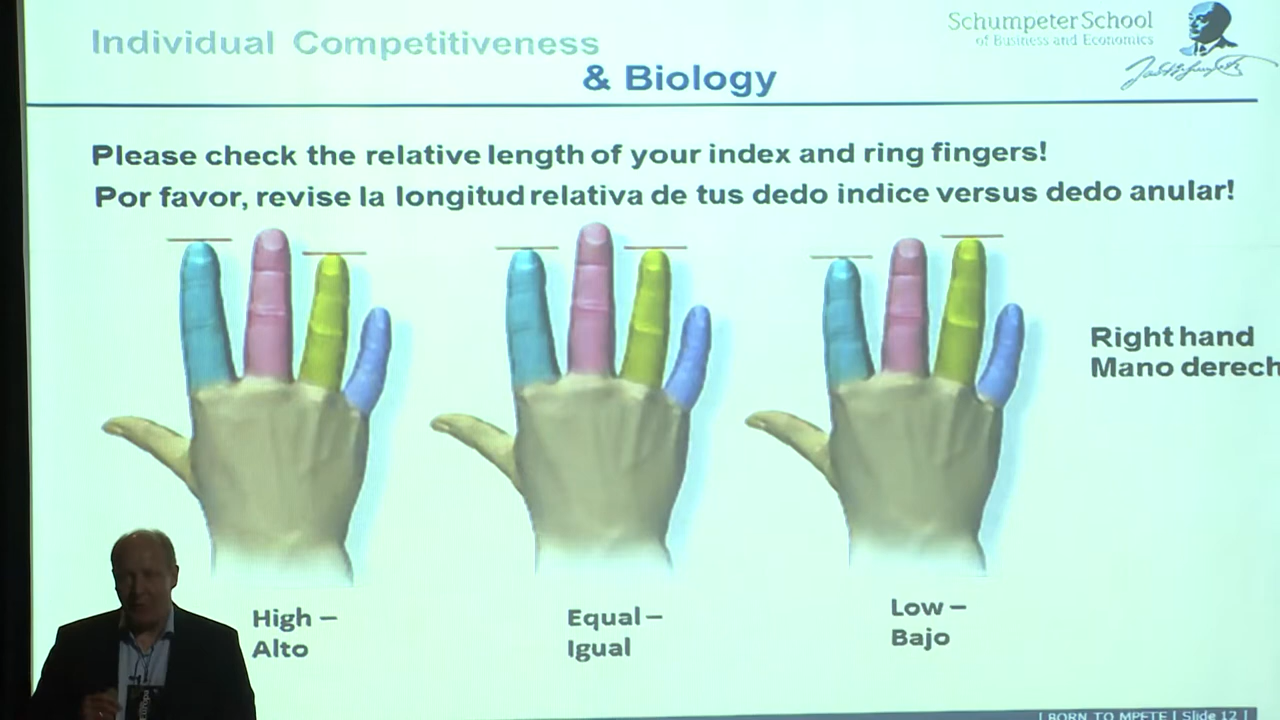 Individual Competitiveness
& Biology
Schumpeter School
of Business and Economics
Please check the relative length of your index and ring fingers!
Por favor, revise la longitud relativa de tus dedo indice versus dedo anular!
Right hand
Mano derech
High –
Alto
Equal –
Igual
Low –
Bajo
| BORN TO MPETE | Slide 12 |